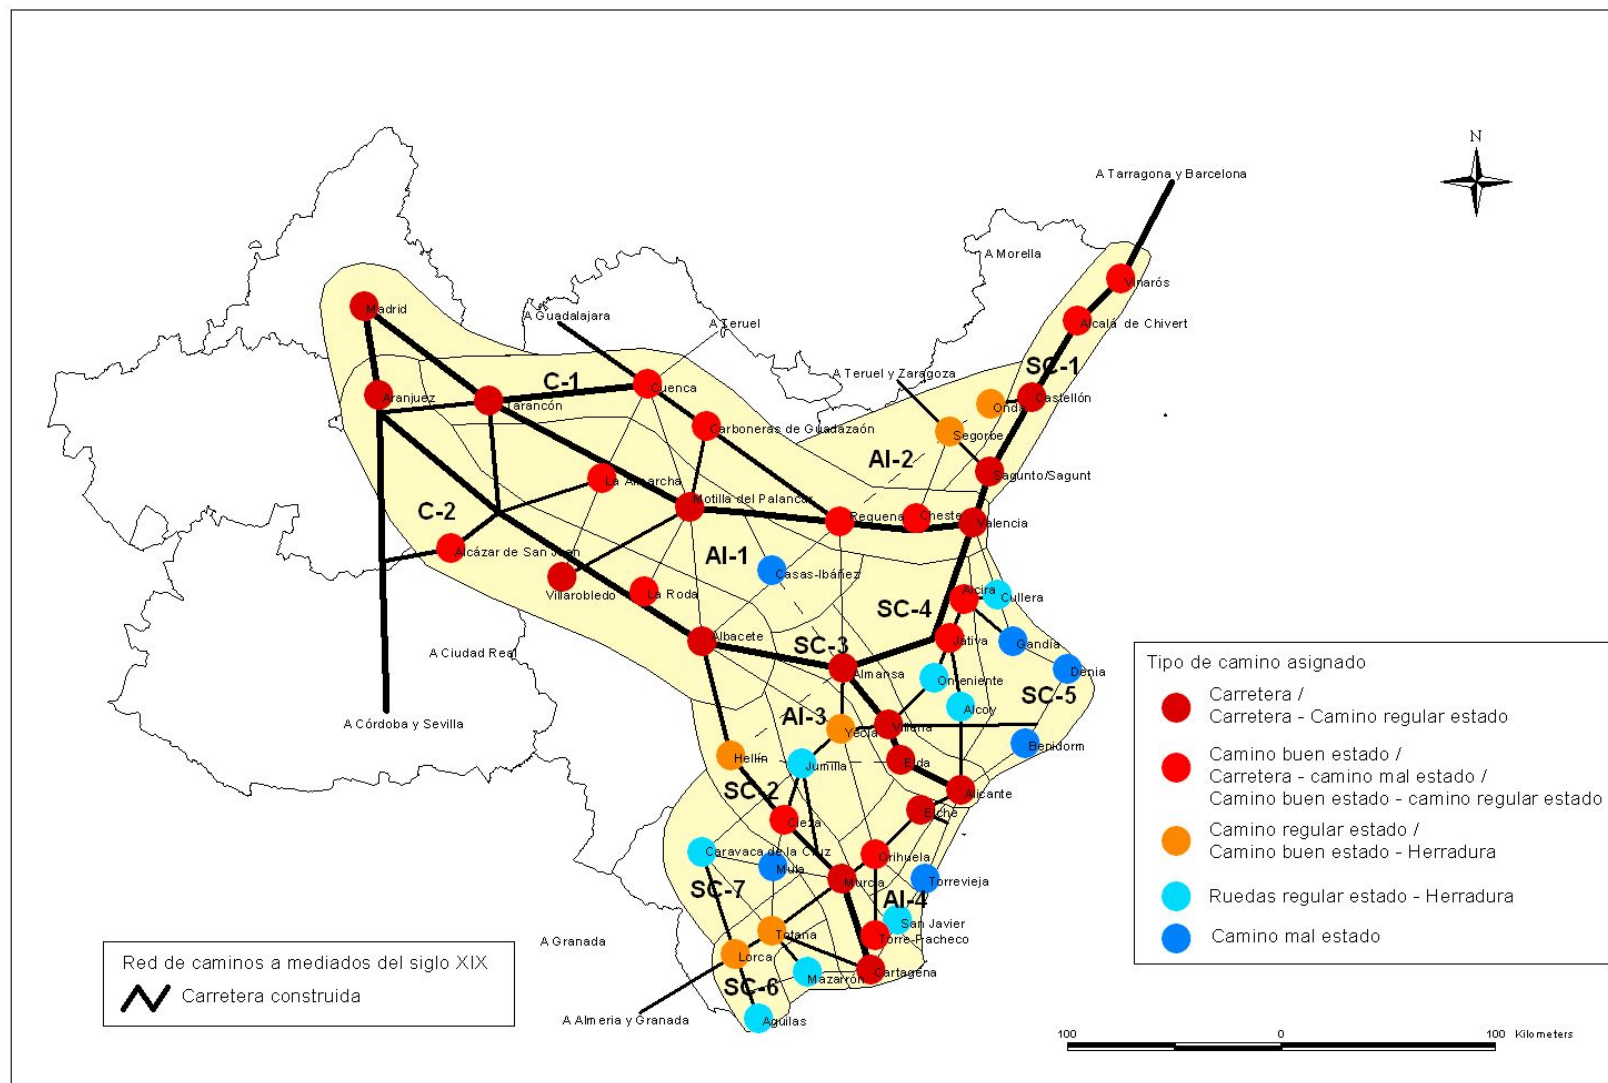 N
A Tarragona y Barcelona
A Morella
Vinarós
Madrid
A Guadalajara
A Teruel
Alcalá de Chivert
SC-1
A Teruel y Zaragoza
C-1
Cuenca
Aranjuez
Tarancón
Castellón
Onda
Carboneras de Guadazaón
Segorbe
AI-2
Sagunto/Sagunt
La Almarcha
Motilla del Palancar
C-2
Requena
Cheste
Valencia
Alcázar de San Juan
AI-1
Casas-Ibáñez
Villarobledo
La Roda
Alcira
Cullera
SC-4
Albacete
SC-3
Játiva
Gandia
A Ciudad Real
Almansa
Onteniente
Denia
SC-5
Alcoy
A Córdoba y Sevilla
AI-3
Yecla
Villena
Benidorm
Hellín
Jumilla
Elda
SC-2
Alicante
Elche
Cieza
Caravaca de la Cruz
Orihuela
Mula
Murcia
Torrevieja
SC-7
AI-4
San Javier
A Granada
Totana
Torre-Pacheco
Lorca
Mazarrón
Cartagena
SC-6
A Almeria y Granada
Aguilas
Tipo de camino asignado
Carretera /
Carretera - Camino regular estado
Camino buen estado /
Carretera - camino mal estado /
Camino buen estado - camino regular estado
Camino regular estado /
Camino buen estado - Herradura
Ruedas regular estado - Herradura
Camino mal estado
Red de caminos a mediados del siglo XIX
Carretera construida
100 0 100 Kilometers